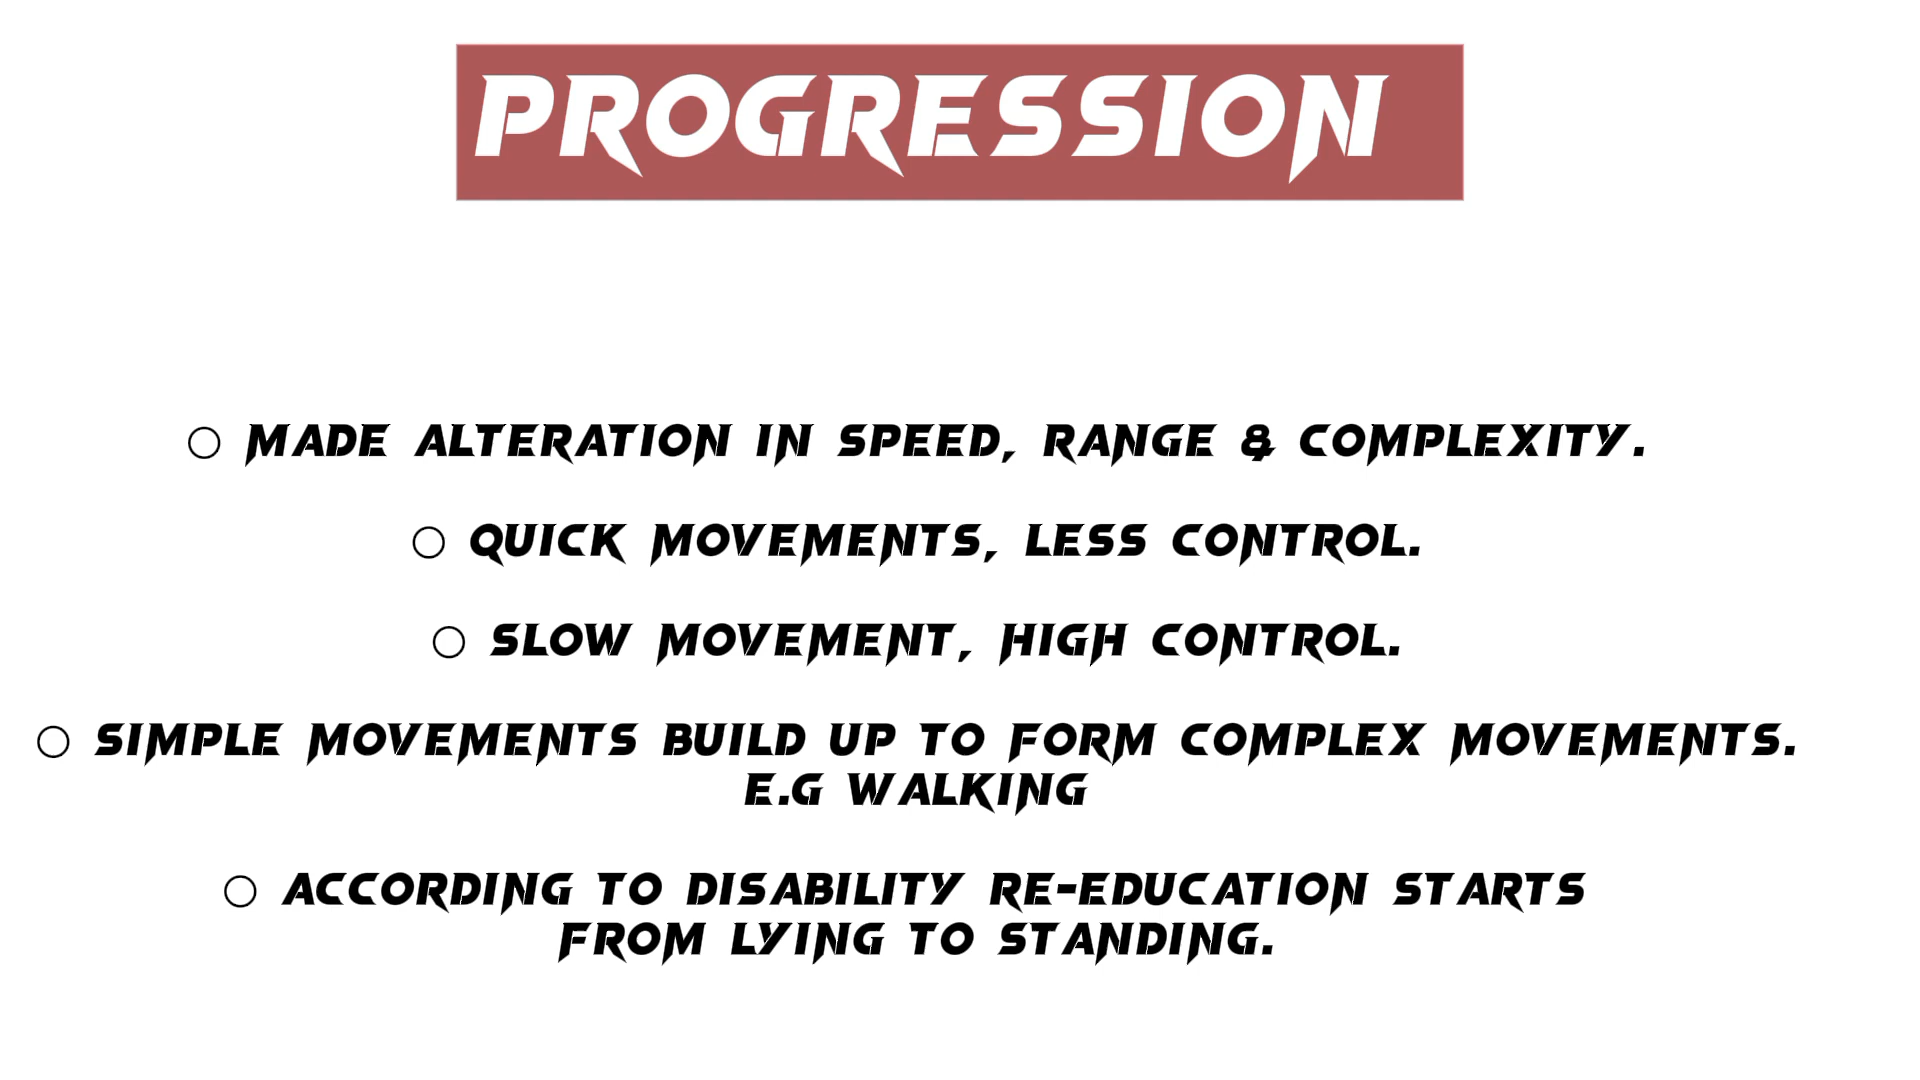 PROGRESSION
○ MADE ALTERATION IN SPEED, RANGE & COMPLEXITY.
○ QUICK MOVEMENTS, LESS CONTROL.
○ SLOW MOVEMENT, HIGH CONTROL.
○ SIMPLE MOVEMENTS BUILD UP TO FORM COMPLEX MOVEMENTS.
E.G WALKING
○ ACCORDING TO DISABILITY RE-EDUCATION STARTS
FROM LYING TO STANDING.